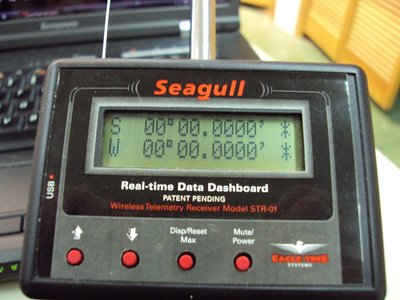 lenovo
Seagull
S 00°00.0000'
W 00°00.0000'
USB
Real-time Data Dashboard
PATENT PENDING
Wireless Telemetry Receiver Model STR-01
Disp/Reset
Max
Mute/
Power
EAGLE TREE
SYSTEMS